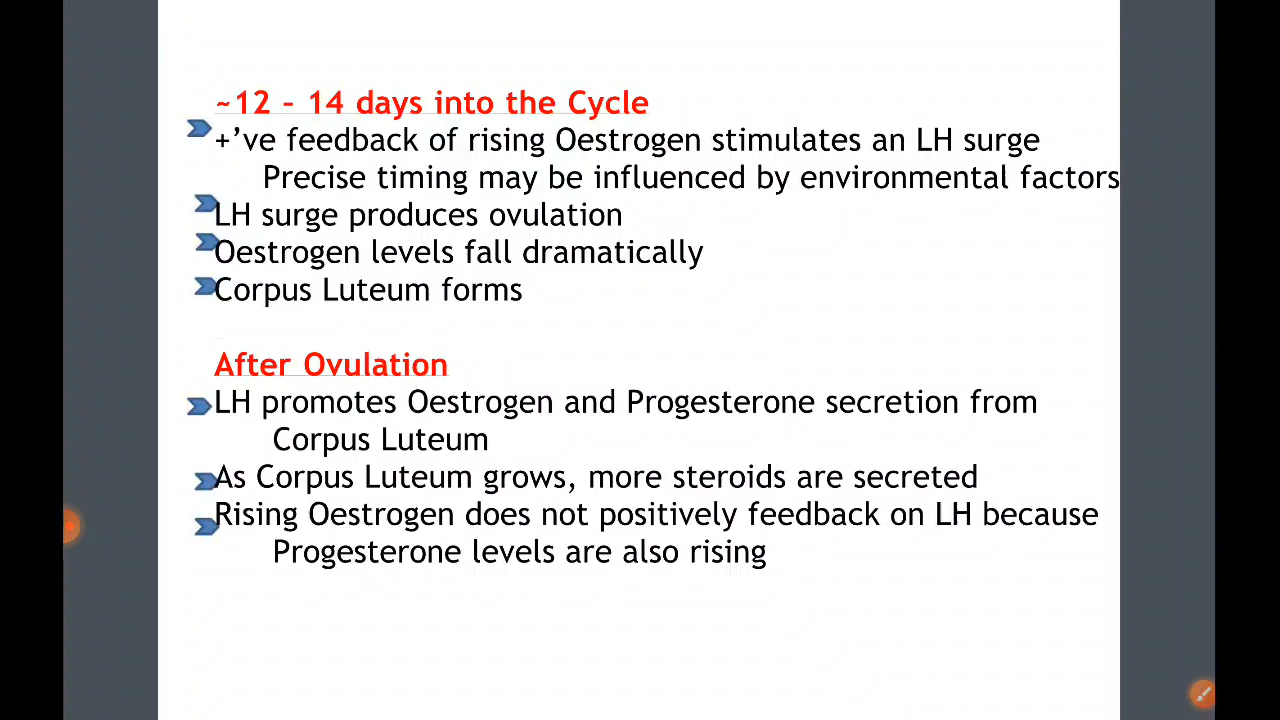 ~12 – 14 days into the Cycle
+’ve feedback of rising Oestrogen stimulates an LH surge
Precise timing may be influenced by environmental factors
LH surge produces ovulation
Oestrogen levels fall dramatically
Corpus Luteum forms
After Ovulation
LH promotes Oestrogen and Progesterone secretion from
Corpus Luteum
As Corpus Luteum grows, more steroids are secreted
Rising Oestrogen does not positively feedback on LH because
Progesterone levels are also rising